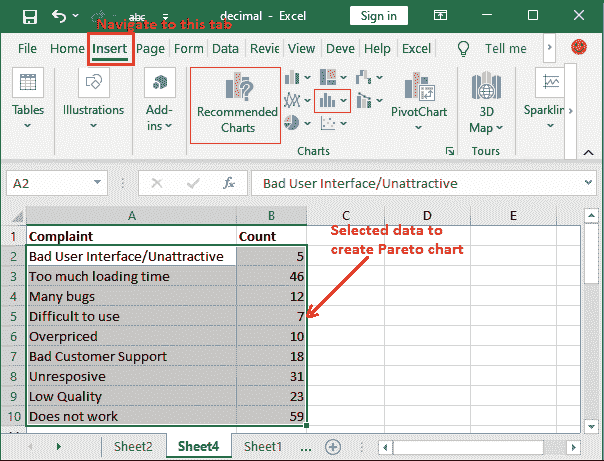 abc
decimal - Excel
Sign in
Navigate to this tab
File Home Insert Page Form Data Revie View Deve Help Excel Tell me
Tables
Illustrations
Add-
ins
Recommended
Charts
PivotChart
3D
Map
Sparklin
Charts
Tours
A2
fx
Bad User Interface/Unattractive
A B C D E
1 Complaint Count
2 Bad User Interface/Unattractive 5
3 Too much loading time 46
4 Many bugs 12
5 Difficult to use 7
6 Overpriced 10
7 Bad Customer Support 18
8 Unresposive 31
9 Low Quality 23
10 Does not work 59
Selected data to
create Pareto chart
Sheet2 Sheet4 Sheet1 ...